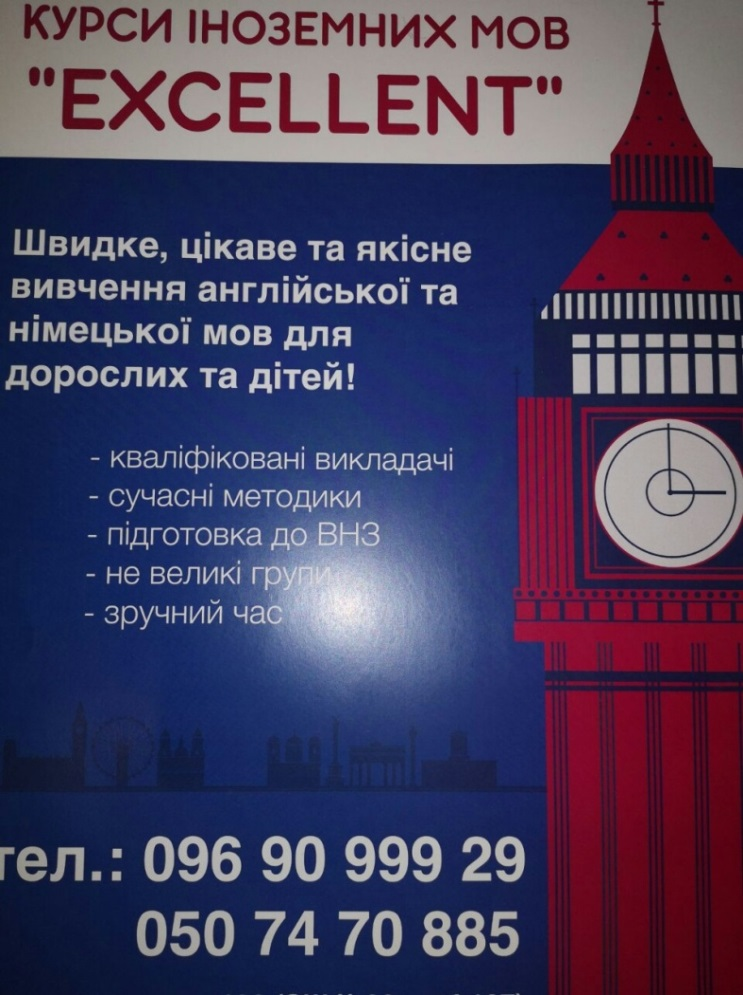 КУРСИ ІНОЗЕМНИХ МОВ
"EXCELLENT"
Швидке, цікаве та якісне
вивчення англійської та
німецької мов для
дорослих та дітей!
- кваліфіковані викладачі
- сучасні методики
- підготовка до ВНЗ
- не великі групи
- зручний час
тел.: 096 90 999 29
050 74 70 885